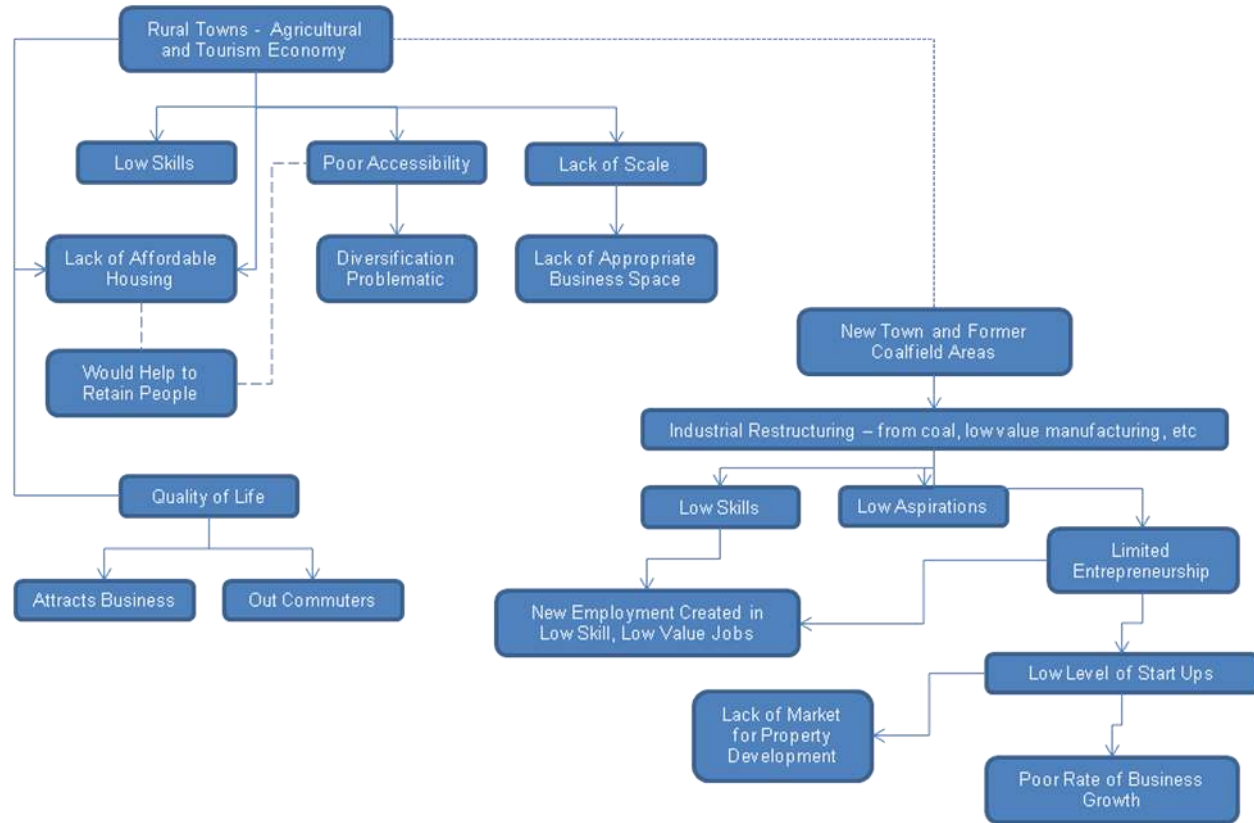 Rural Towns - Agricultural
and Tourism Economy
Low Skills
Poor Accessibility
Lack of Scale
Lack of Affordable
Housing
Diversification
Problematic
Lack of Appropriate
Business Space
Would Help to
Retain People
New Town and Former
Coalfield Areas
Industrial Restructuring – from coal, low value manufacturing, etc
Quality of Life
Low Skills
Low Aspirations
Limited
Entrepreneurship
Attracts Business
Out Commuters
New Employment Created in
Low Skill, Low Value Jobs
Low Level of Start Ups
Lack of Market
for Property
Development
Poor Rate of Business
Growth